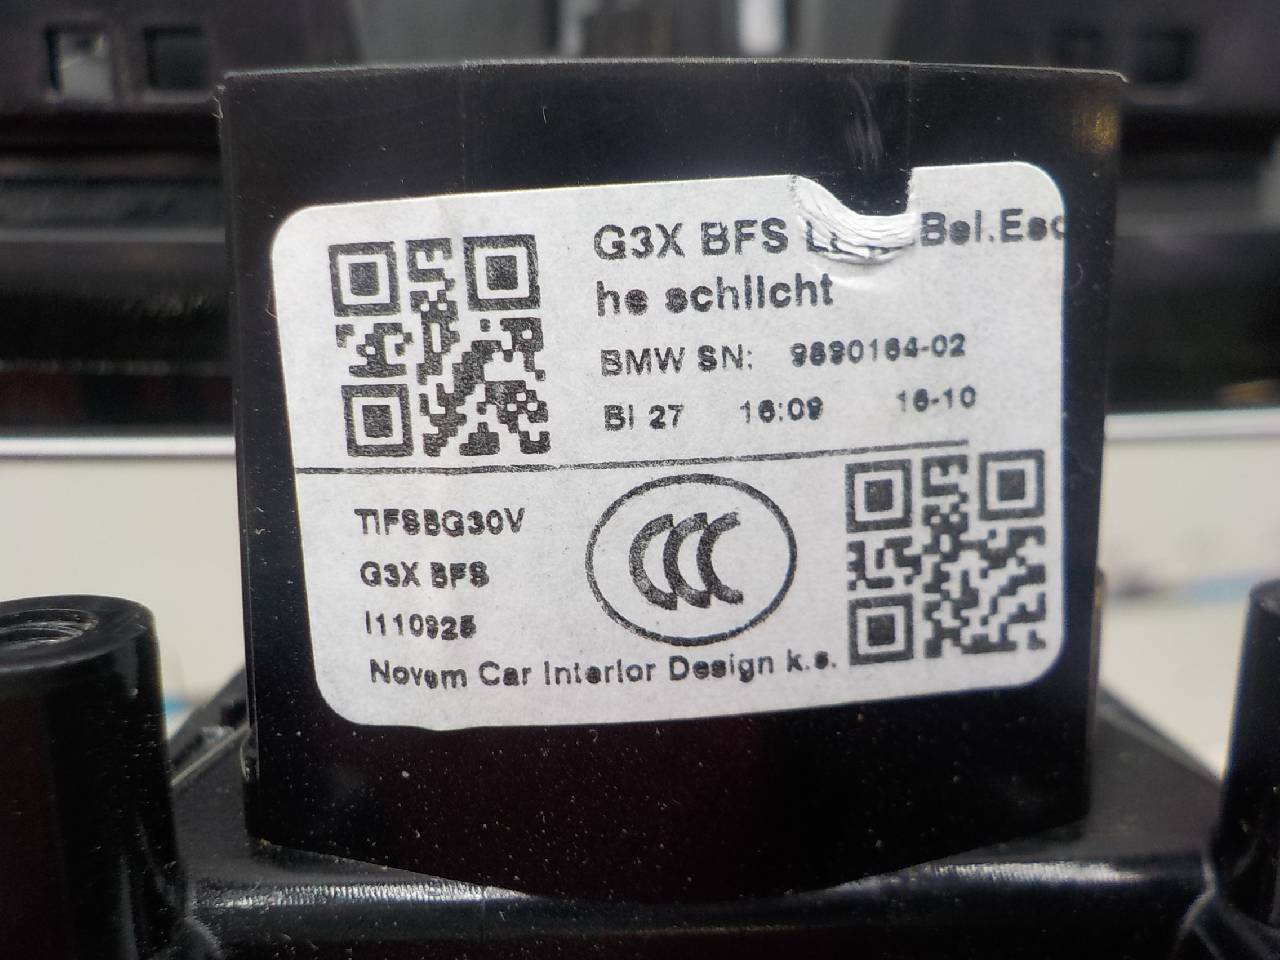 G3X BFS Bel.Esc
he schlicht
BMW SN: 9890164-02
BI 27 16:09 16-10
TIFSBG30V
G3X BFS
I110925
CCC
Novem Car Interior Design k.s.